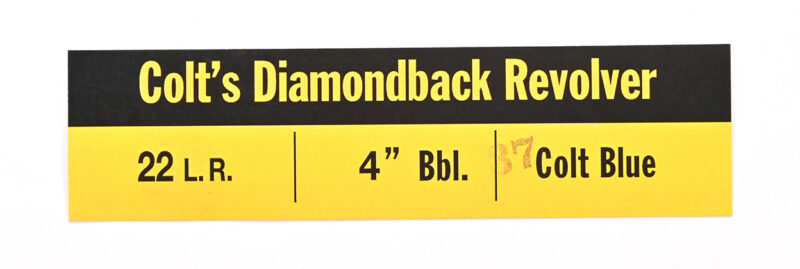 Colt's Diamondback Revolver
22 L.R. 4" Bbl. 37 Colt Blue